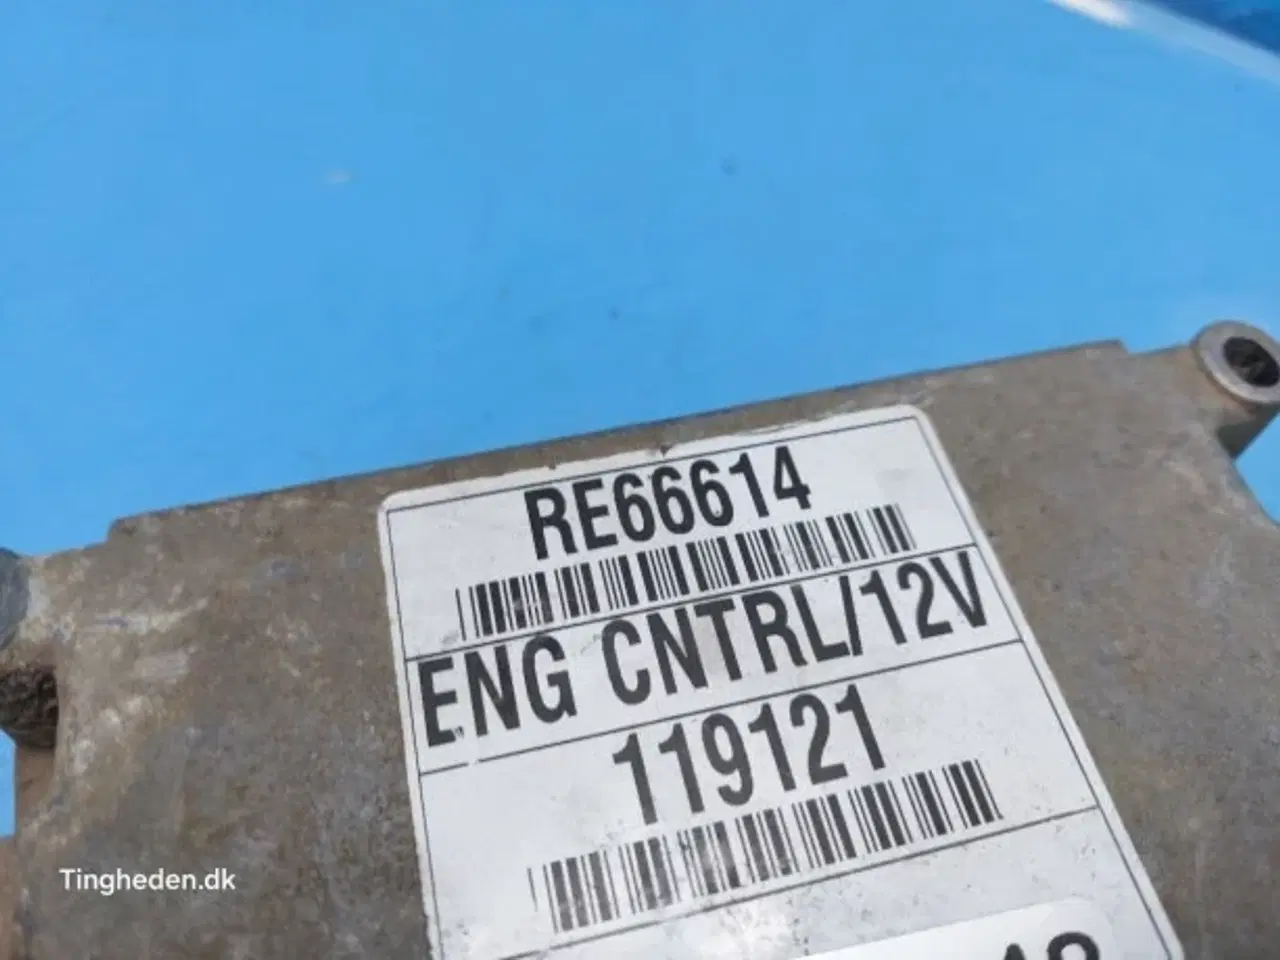 RE66614
ENG CNTRL/12V
119121
Tingheden.dk